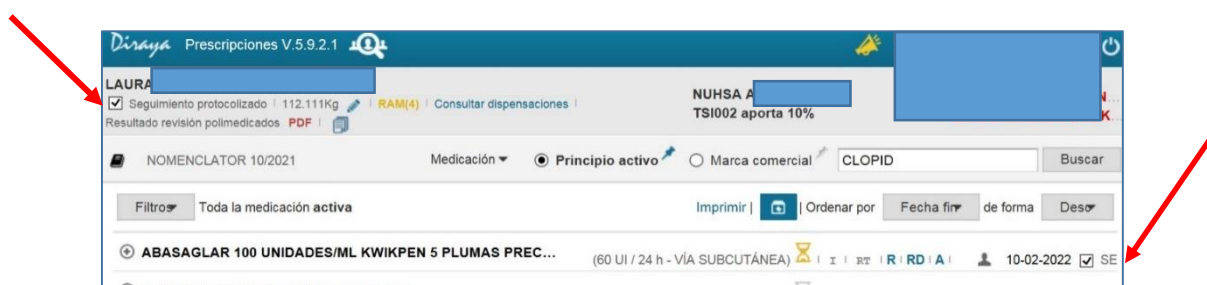 Diraya Prescripciones V.5.9.2.1
LAURA
Seguimiento protocolizado | 112.111Kg | RAM(4) | Consultar dispensaciones |
Resultado revisión polimedicados PDF |
NUHSA A
TSI002 aporta 10%
N...
K...
NOMENCLATOR 10/2021 Medicación Principio activo Marca comercial CLOPID Buscar
Filtros Toda la medicación activa Imprimir | | Ordenar por Fecha fin de forma Desc
ABASAGLAR 100 UNIDADES/ML KWIKPEN 5 PLUMAS PREC... (60 UI / 24 h - VÍA SUBCUTÁNEA) | I | RT | R | RD | A | 10-02-2022 SE